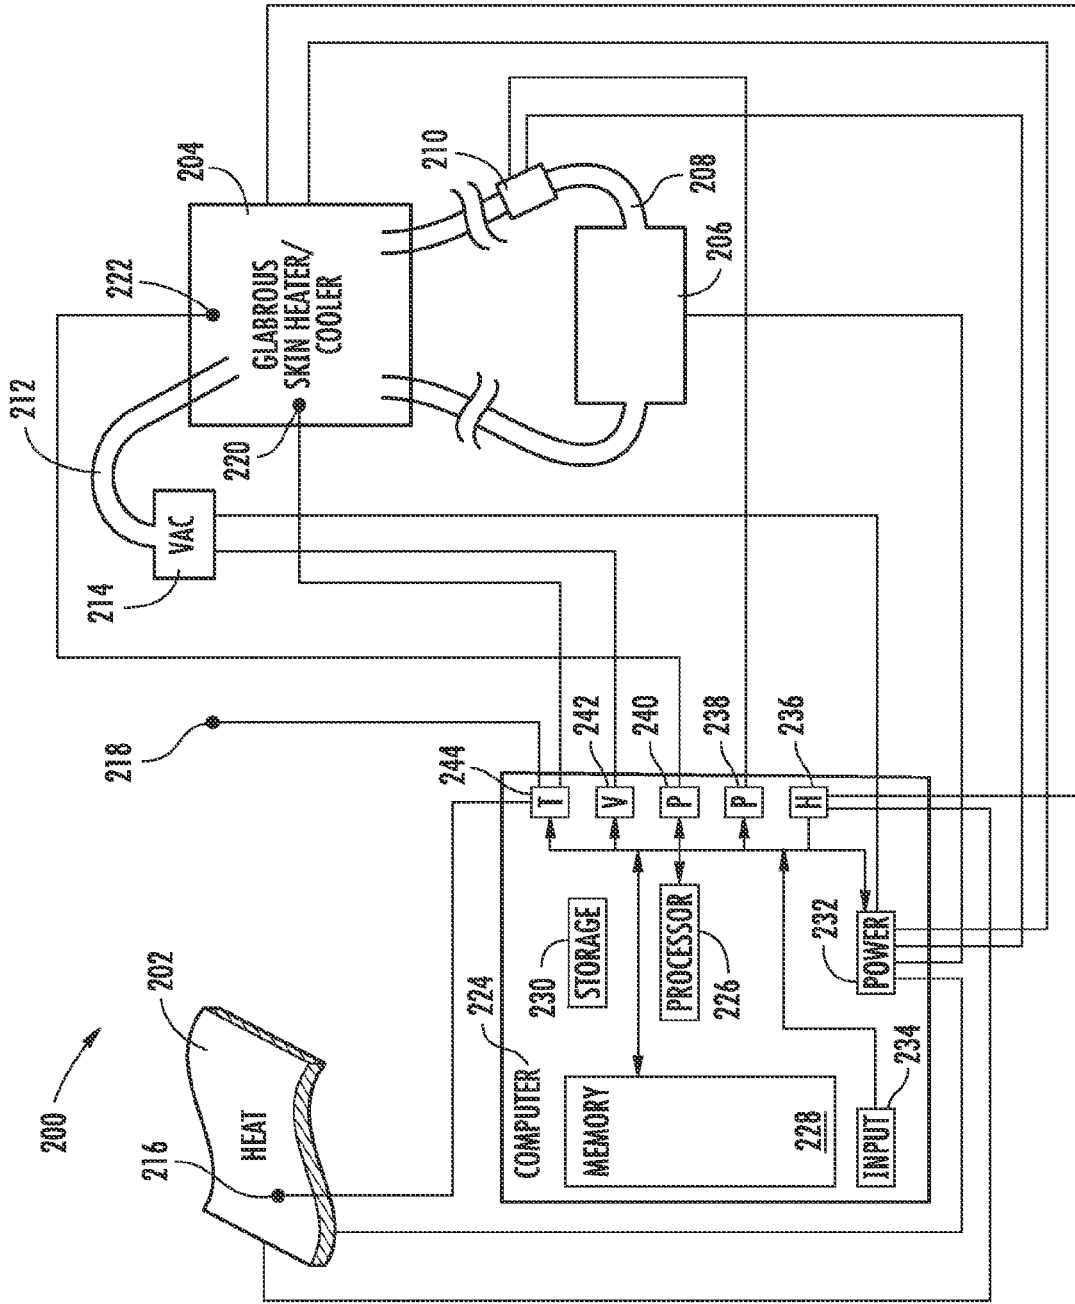 200
202
HEAT
216
218
212
222
204
GLABROUS
SKIN HEATER/
COOLER
220
VAC
214
210
208
206
COMPUTER
224
MEMORY
228
230
STORAGE
PROCESSOR
226
244
T
242
V
240
P
238
P
236
H
232
POWER
INPUT
234